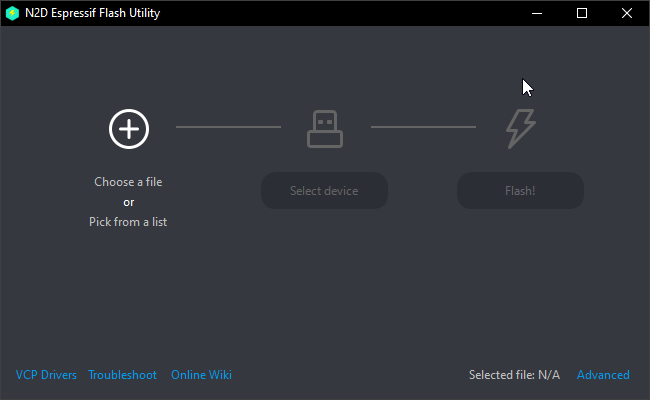 N2D Espressif Flash Utility
Choose a file
or
Pick from a list
Select device
Flash!
VCP Drivers Troubleshoot Online Wiki Selected file: N/A Advanced